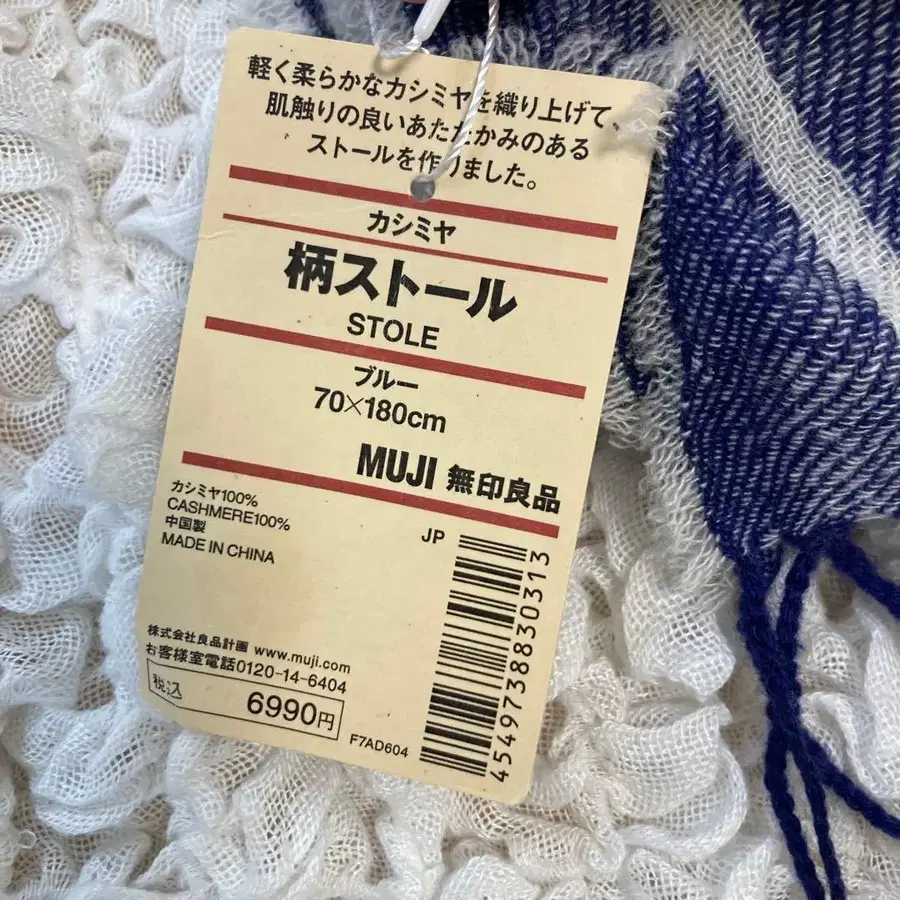 軽く柔らかなカシミヤを織り上げて、
肌触りの良いあたたかみのある
ストールを作りました。
カシミヤ
柄ストール
STOLE
ブルー
70×180cm
MUJI 無印良品
カシミヤ100%
CASHMERE100%
中国製
MADE IN CHINA
JP
4549738830313
株式会社良品計画 www.muji.com
お客様室電話0120-14-6404
税込
6990円
F7AD604